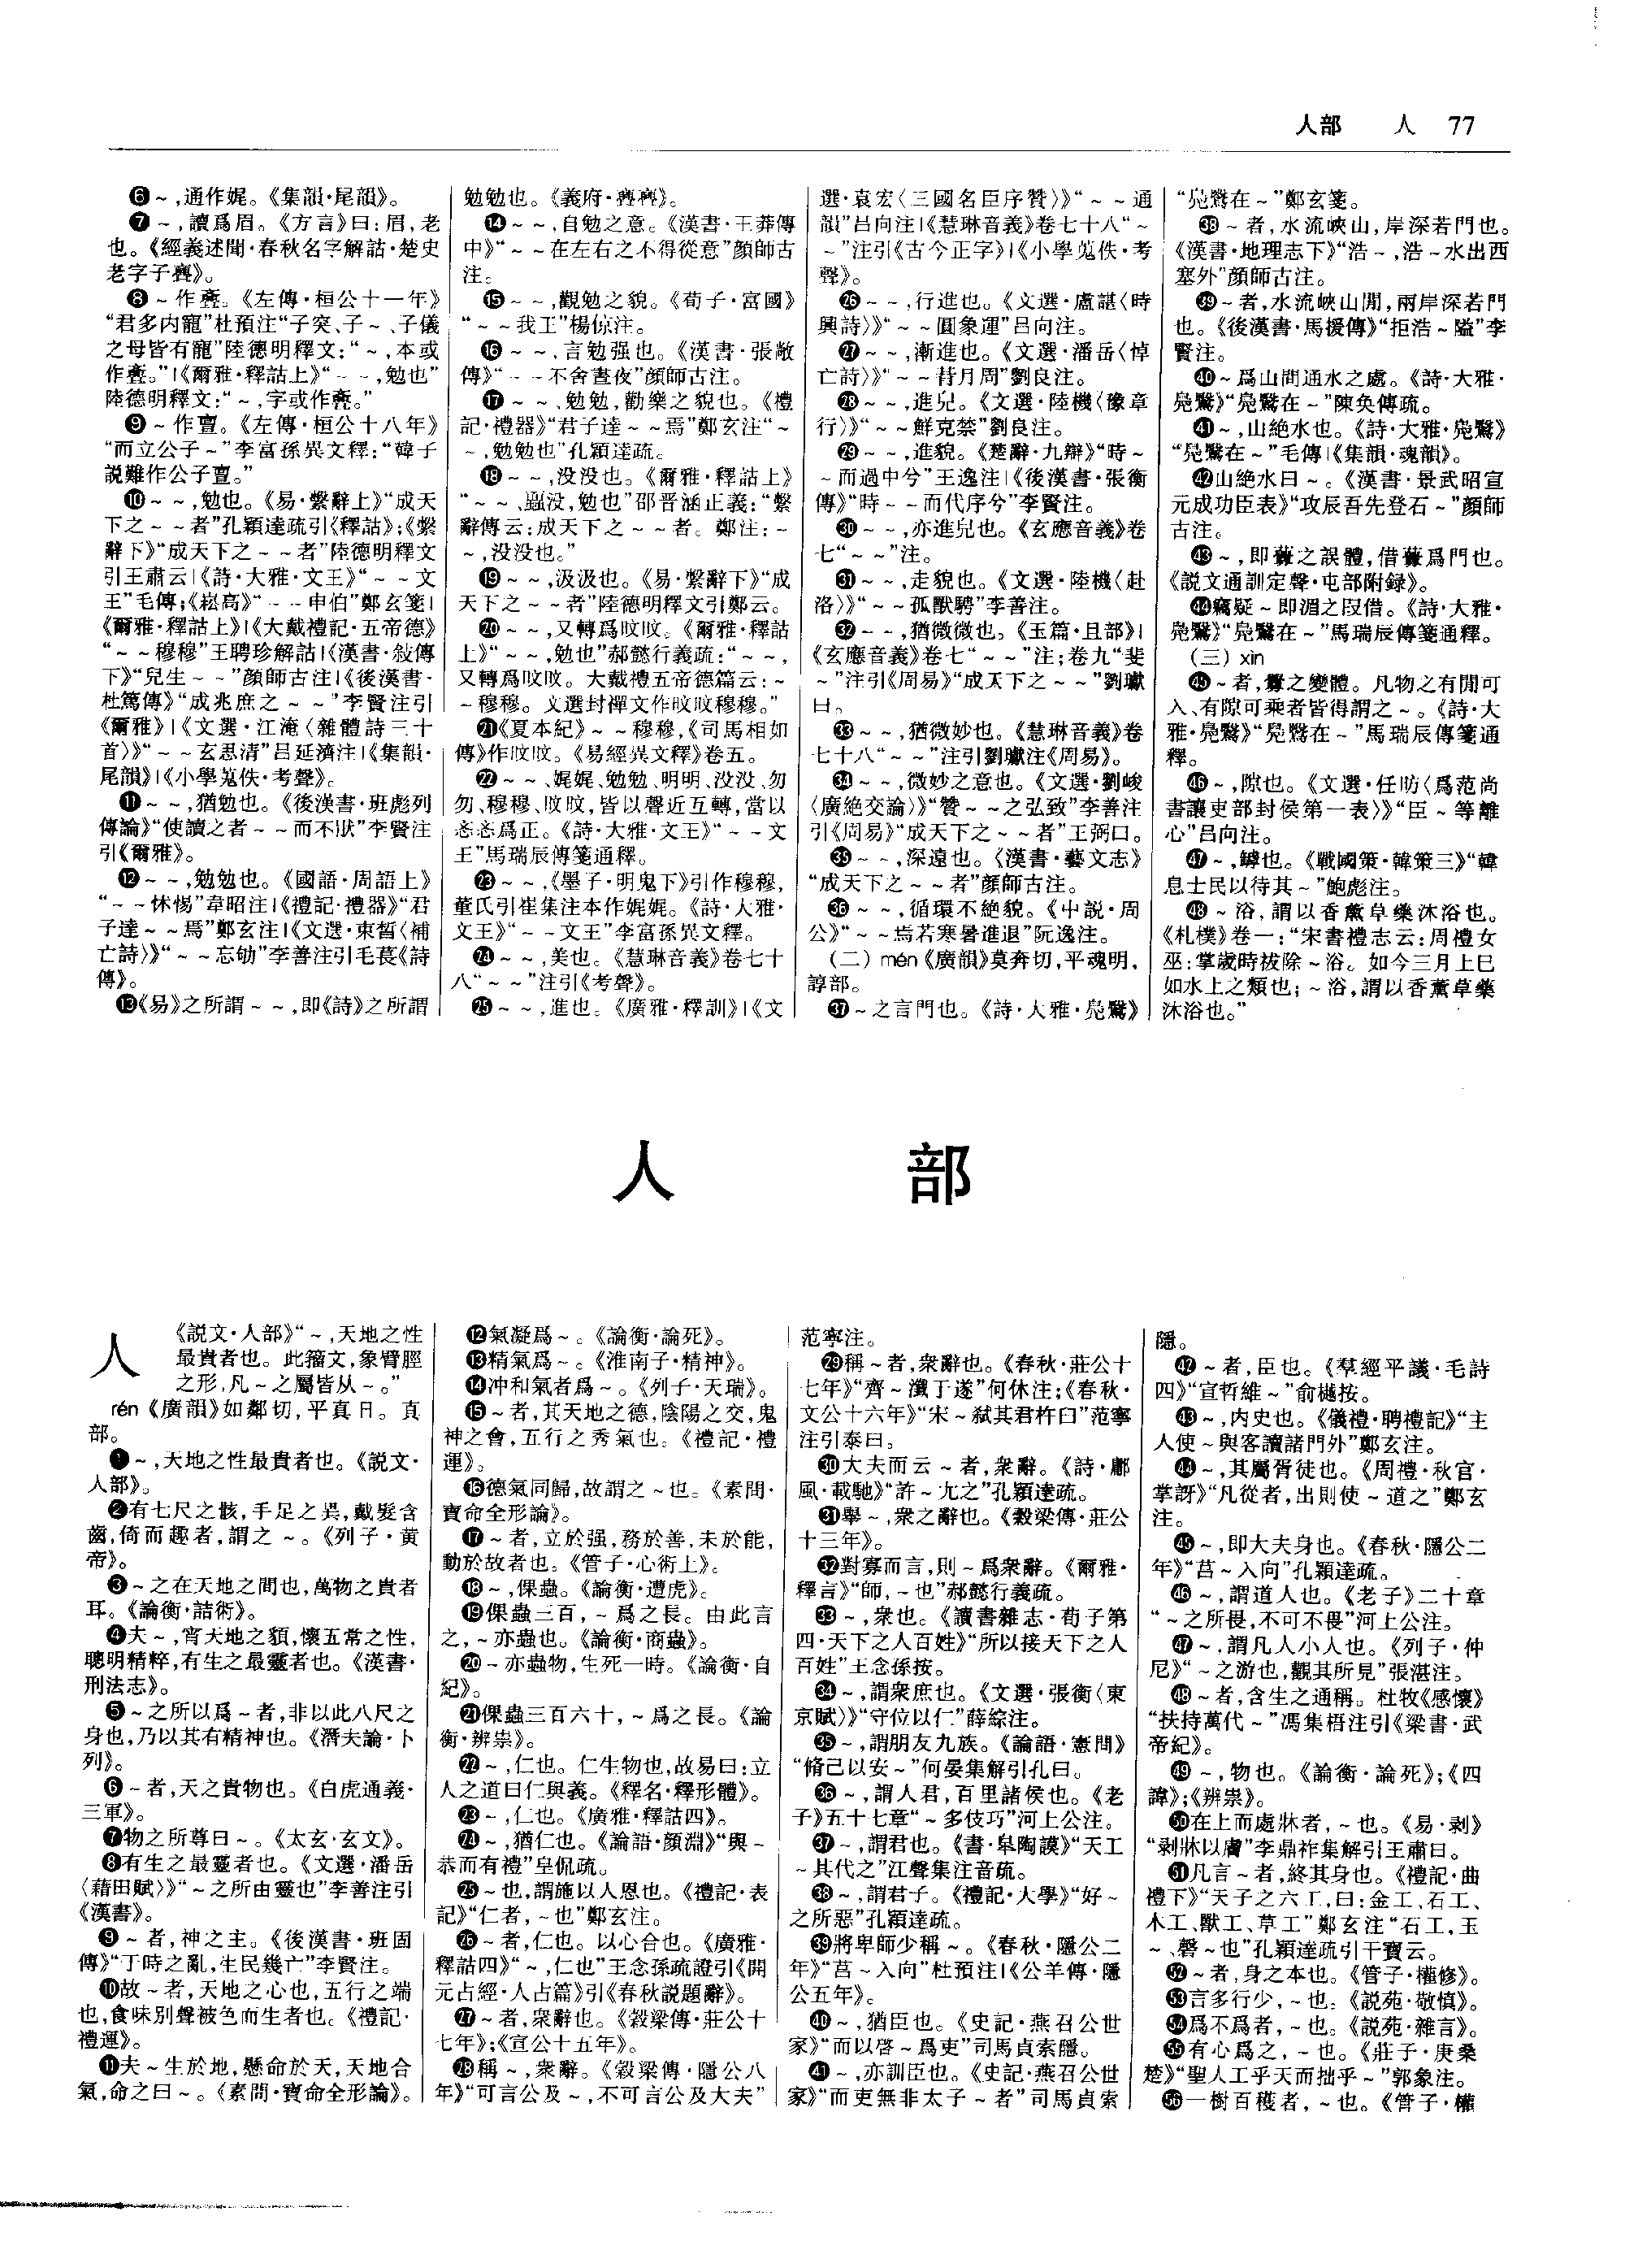 人部　人　77
❻～,通作娓。《集韻·尾韻》。
❼～,讀爲眉。《方言》曰:眉,老
也。《經義述聞·春秋名字解詁·楚史
老字子亹》。
❽～作斖。《左傳·桓公十一年》
“君多内寵”杜預注“子突、子～、子儀
之母皆有寵”陸德明釋文:“～,本或
作斖。”|《爾雅·釋詁上》“～～,勉也”
陸德明釋文:“～,字或作斖。”
❾～作亶。《左傳·桓公十八年》
“而立公子～”李富孫異文釋:“韓子
説難作公子亶。”
❿～～,勉也。《易·繫辭上》“成天
下之～～者”孔穎達疏引《釋詁》;《繫
辭下》“成天下之～～者”陸德明釋文
引王肅云|《詩·大雅·文王》“～～文
王”毛傳;《崧高》“～～申伯”鄭玄箋|
《爾雅·釋詁上》|《大戴禮記·五帝德》
“～～穆穆”王聘珍解詁|《漢書·敍傳
下》“兒生～～”顔師古注|《後漢書·
杜篤傳》“成兆庶之～～”李賢注引
《爾雅》|《文選·江淹〈雜體詩三十
首〉》“～～玄思清”吕延濟注|《集韻·
尾韻》|《小學蒐佚·考聲》。
⓫～～,猶勉也。《後漢書·班彪列
傳論》“使讀之者～～而不猒”李賢注
引《爾雅》。
⓬～～,勉勉也。《國語·周語上》
“～～怵惕”韋昭注|《禮記·禮器》“君
子達～～焉”鄭玄注|《文選·束晳〈補
亡詩〉》“～～忘劬”李善注引毛萇《詩
傳》。
⓭《易》之所謂～～,即《詩》之所謂
勉勉也。《義府·亹亹》。
⓮～～,自勉之意。《漢書·王莽傳
中》“～～在左右之不得從意”顔師古
注。
⓯～～,觀勉之貌。《荀子·富國》
“～～我王”楊倞注。
⓰～～,言勉强也。《漢書·張敞
傳》“～～不舍晝夜”顔師古注。
⓱～～、勉勉,勸樂之貌也。《禮
記·禮器》“君子達～～焉”鄭玄注“～
～,勉勉也”孔穎達疏。
⓲～～,没没也。《爾雅·釋詁上》
“～～、蠠没,勉也”邵晋涵正義:“繫
辭傳云:成天下之～～者。鄭注:～
～,没没也。”
⓳～～,汲汲也。《易·繫辭下》“成
天下之～～者”陸德明釋文引鄭云。
⓴～～,又轉爲旼旼。《爾雅·釋詁
上》“～～,勉也”郝懿行義疏:“～～,
又轉爲旼旼。大戴禮五帝德篇云:～
～穆穆。文選封禪文作旼旼穆穆。”
㉑《夏本紀》～～穆穆,《司馬相如
傳》作旼旼。《易經異文釋》卷五。
㉒～～、娓娓、勉勉、明明、没没、勿
勿、穆穆、旼旼,皆以聲近互轉,當以
忞忞爲正。《詩·大雅·文王》“～～文
王”馬瑞辰傳箋通釋。
㉓～～,《墨子·明鬼下》引作穆穆,
董氏引崔集注本作娓娓。《詩·大雅·
文王》“～～文王”李富孫異文釋。
㉔～～,美也。《慧琳音義》卷七十
八“～～”注引《考聲》。
㉕～～,進也。《廣雅·釋訓》|《文
選·袁宏〈三國名臣序贊〉》“～～通
韻”吕向注|《慧琳音義》卷七十八“～
～”注引《古今正字》|《小學蒐佚·考
聲》。
㉖～～,行進也。《文選·盧諶〈時
興詩〉》“～～圓象運”吕向注。
㉗～～,漸進也。《文選·潘岳〈悼
亡詩〉》“～～朞月周”劉良注。
㉘～～,進皃。《文選·陸機〈豫章
行〉》“～～鮮克禁”劉良注。
㉙～～,進貌。《楚辭·九辯》“時～
～而過中兮”王逸注|《後漢書·張衡
傳》“時～～而代序兮”李賢注。
㉚～～,亦進皃也。《玄應音義》卷
七“～～”注。
㉛～～,走貌也。《文選·陸機〈赴
洛〉》“～～孤獸騁”李善注。
㉜～～,猶微微也。《玉篇·且部》|
《玄應音義》卷七“～～”注;卷九“斐
～”注引《周易》“成天下之～～”劉瓛
曰。
㉝～～,猶微妙也。《慧琳音義》卷
七十八“～～”注引劉瓛注《周易》。
㉞～～,微妙之意也。《文選·劉峻
〈廣絶交論〉》“贊～～之弘致”李善注
引《周易》“成天下之～～者”王弼曰。
㉟～～,深遠也。《漢書·藝文志》
“成天下之～～者”顔師古注。
㊱～～,循環不絶貌。《中説·周
公》“～～焉若寒暑進退”阮逸注。
(二) mén《廣韻》莫奔切,平魂明,
諄部。
㊲～之言門也。《詩·大雅·鳧鷖》
“鳧鷖在～”鄭玄箋。
㊳～者,水流峽山,岸深若門也。
《漢書·地理志下》“浩～,浩～水出西
塞外”顔師古注。
㊴～者,水流峽山閒,兩岸深若門
也。《後漢書·馬援傳》“拒浩～隘”李
賢注。
㊵～爲山間通水之處。《詩·大雅·
鳧鷖》“鳧鷖在～”陳奂傳疏。
㊶～,山絶水也。《詩·大雅·鳧鷖》
“鳧鷖在～”毛傳|《集韻·魂韻》。
㊷山絶水曰～。《漢書·景武昭宣
元成功臣表》“攻辰吾先登石～”顔師
古注。
㊸～,即虋之誤體,借虋爲門也。
《説文通訓定聲·屯部附録》。
㊹竊疑～即湄之叚借。《詩·大雅·
鳧鷖》“鳧鷖在～”馬瑞辰傳箋通釋。
(三) xìn
㊺～者,釁之變體。凡物之有閒可
入、有隙可乘者皆得謂之～。《詩·大
雅·鳧鷖》“鳧鷖在～”馬瑞辰傳箋通
釋。
㊻～,隙也。《文選·任昉〈爲范尚
書讓吏部封侯第一表〉》“臣～等離
心”吕向注。
㊼～,罅也。《戰國策·韓策三》“韓
息士民以待其～”鮑彪注。
㊽～浴,謂以香薰草藥沐浴也。
《札樸》卷一:“宋書禮志云:周禮女
巫:掌歲時祓除～浴。如今三月上巳
如水上之類也;～浴,謂以香薰草藥
沐浴也。”
人　部
人
《説文·人部》“～,天地之性
最貴者也。此籀文,象臂脛
之形,凡～之屬皆从～。”
rén《廣韻》如鄰切,平真日。真
部。
❶～,天地之性最貴者也。《説文·
人部》。
❷有七尺之骸,手足之異,戴髮含
齒,倚而趣者,謂之～。《列子·黄
帝》。
❸～之在天地之間也,萬物之貴者
耳。《論衡·詰術》。
❹夫～,宵天地之䫉,懷五常之性,
聰明精粹,有生之最靈者也。《漢書·
刑法志》。
❺～之所以爲～者,非以此八尺之
身也,乃以其有精神也。《潛夫論·卜
列》。
❻～者,天之貴物也。《白虎通義·
三軍》。
❼物之所尊曰～。《太玄·玄文》。
❽有生之最靈者也。《文選·潘岳
〈藉田賦〉》“～之所由靈也”李善注引
《漢書》。
❾～者,神之主。《後漢書·班固
傳》“于時之亂,生民幾亡”李賢注。
❿故～者,天地之心也,五行之端
也,食味别聲被色而生者也。《禮記·
禮運》。
⓫夫～生於地,懸命於天,天地合
氣,命之曰～。《素問·寶命全形論》。
⓬氣凝爲～。《論衡·論死》。
⓭精氣爲～。《淮南子·精神》。
⓮冲和氣者爲～。《列子·天瑞》。
⓯～者,其天地之德,陰陽之交,鬼
神之會,五行之秀氣也。《禮記·禮
運》。
⓰德氣同歸,故謂之～也。《素問·
寶命全形論》。
⓱～者,立於强,務於善,未於能,
動於故者也。《管子·心術上》。
⓲～,倮蟲。《論衡·遭虎》。
⓳倮蟲三百,～爲之長。由此言
之,～亦蟲也。《論衡·商蟲》。
⓴～亦蟲物,生死一時。《論衡·自
紀》。
㉑倮蟲三百六十,～爲之長。《論
衡·辨祟》。
㉒～,仁也。仁生物也,故易曰:立
人之道曰仁與義。《釋名·釋形體》。
㉓～,仁也。《廣雅·釋詁四》。
㉔～,猶仁也。《論語·顔淵》“與～
恭而有禮”皇侃疏。
㉕～也,謂施以人恩也。《禮記·表
記》“仁者,～也”鄭玄注。
㉖～者,仁也。以心合也。《廣雅·
釋詁四》“～,仁也”王念孫疏證引《開
元占經·人占篇》引《春秋説題辭》。
㉗～者,衆辭也。《穀梁傳·莊公十
七年》;《宣公十五年》。
㉘稱～,衆辭。《穀梁傳·隱公八
年》“可言公及～,不可言公及大夫”
范寧注。
㉙稱～者,衆辭也。《春秋·莊公十
七年》“齊～瀸于遂”何休注;《春秋·
文公十六年》“宋～弑其君杵臼”范寧
注引泰曰。
㉚大夫而云～者,衆辭。《詩·鄘
風·載馳》“許～尤之”孔穎達疏。
㉛舉～,衆之辭也。《穀梁傳·莊公
十三年》。
㉜對寡而言,則～爲衆辭。《爾雅·
釋言》“師,～也”郝懿行義疏。
㉝～,衆也。《讀書雜志·荀子第
四·天下之人百姓》“所以接天下之人
百姓”王念孫按。
㉞～,謂衆庶也。《文選·張衡〈東
京賦〉》“守位以仁”薛綜注。
㉟～,謂朋友九族。《論語·憲問》
“脩己以安～”何晏集解引孔曰。
㊱～,謂人君,百里諸侯也。《老
子》五十七章“～多伎巧”河上公注。
㊲～,謂君也。《書·皋陶謨》“天工
～其代之”江聲集注音疏。
㊳～,謂君子。《禮記·大學》“好～
之所惡”孔穎達疏。
㊴將卑師少稱～。《春秋·隱公二
年》“莒～入向”杜預注|《公羊傳·隱
公五年》。
㊵～,猶臣也。《史記·燕召公世
家》“而以啓～爲吏”司馬貞索隱。
㊶～,亦訓臣也。《史記·燕召公世
家》“而吏無非太子～者”司馬貞索
隱。
㊷～者,臣也。《羣經平議·毛詩
四》“宣哲維～”俞樾按。
㊸～,内史也。《儀禮·聘禮記》“主
人使～與客讀諸門外”鄭玄注。
㊹～,其屬胥徒也。《周禮·秋官·
掌訝》“凡從者,出則使～道之”鄭玄
注。
㊺～,即大夫身也。《春秋·隱公二
年》“莒～入向”孔穎達疏。
㊻～,謂道人也。《老子》二十章
“～之所畏,不可不畏”河上公注。
㊼～,謂凡人小人也。《列子·仲
尼》“～之游也,觀其所見”張湛注。
㊽～者,含生之通稱。杜牧《感懷》
“扶持萬代～”馮集梧注引《梁書·武
帝紀》。
㊾～,物也。《論衡·論死》;《四
諱》;《辨祟》。
㊿在上而處牀者,～也。《易·剥》
“剥牀以膚”李鼎祚集解引王肅曰。
51凡言～者,終其身也。《禮記·曲
禮下》“天子之六工,曰:金工、石工、
木工、獸工、草工”鄭玄注“石工,玉
～、磬～也”孔穎達疏引干寶云。
52～者,身之本也。《管子·權修》。
53言多行少,～也。《説苑·敬慎》。
54爲不爲者,～也。《説苑·雜言》。
55有心爲之,～也。《莊子·庚桑
楚》“聖人工乎天而拙乎～”郭象注。
56一樹百穫者,～也。《管子·權